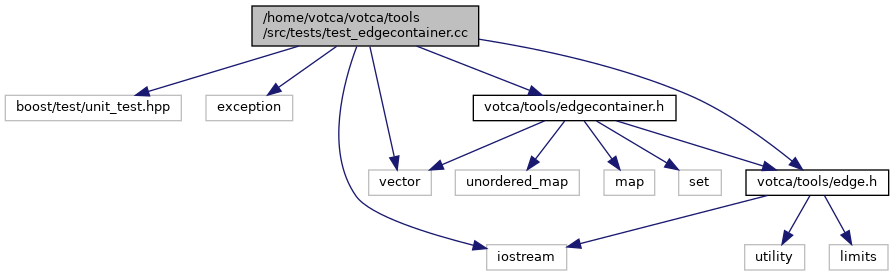 /home/votca/votca/tools
/src/tests/test_edgecontainer.cc
boost/test/unit_test.hpp
exception
votca/tools/edgecontainer.h
vector
unordered_map
map
set
votca/tools/edge.h
iostream
utility
limits